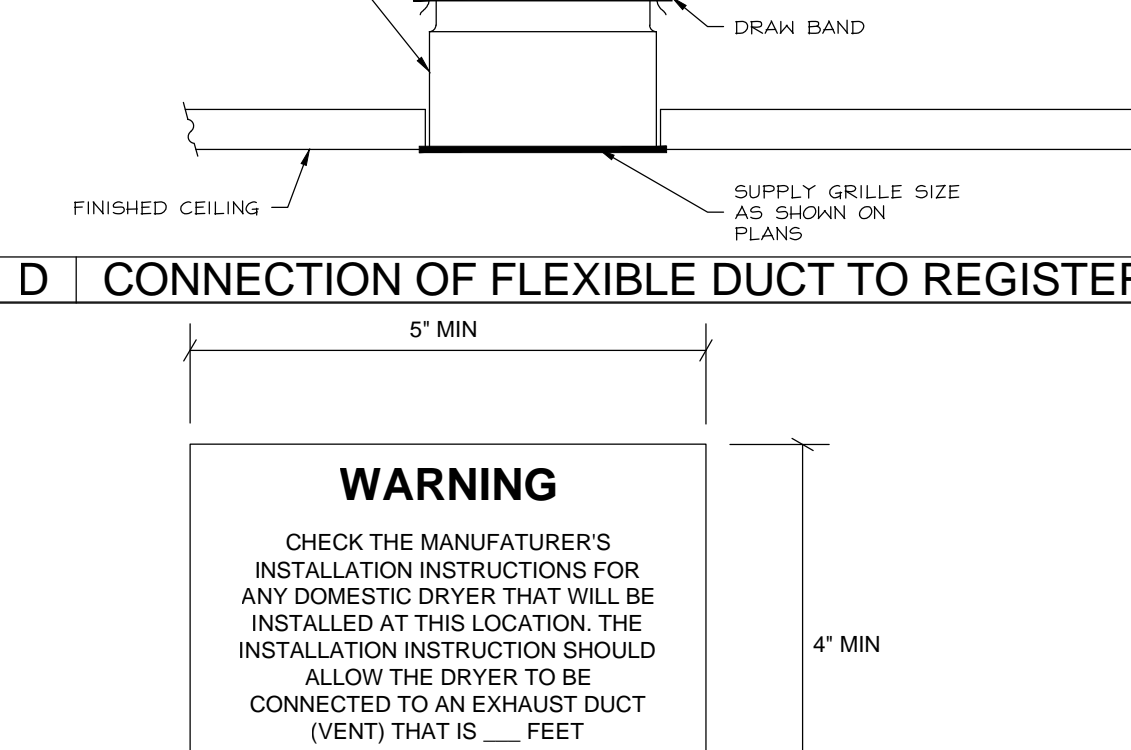 DRAW BAND
FINISHED CEILING
SUPPLY GRILLE SIZE
AS SHOWN ON
PLANS
D CONNECTION OF FLEXIBLE DUCT TO REGISTER
5" MIN
WARNING
CHECK THE MANUFATURER'S
INSTALLATION INSTRUCTIONS FOR
ANY DOMESTIC DRYER THAT WILL BE
INSTALLED AT THIS LOCATION. THE
INSTALLATION INSTRUCTION SHOULD
ALLOW THE DRYER TO BE
CONNECTED TO AN EXHAUST DUCT
(VENT) THAT IS ___ FEET
4" MIN